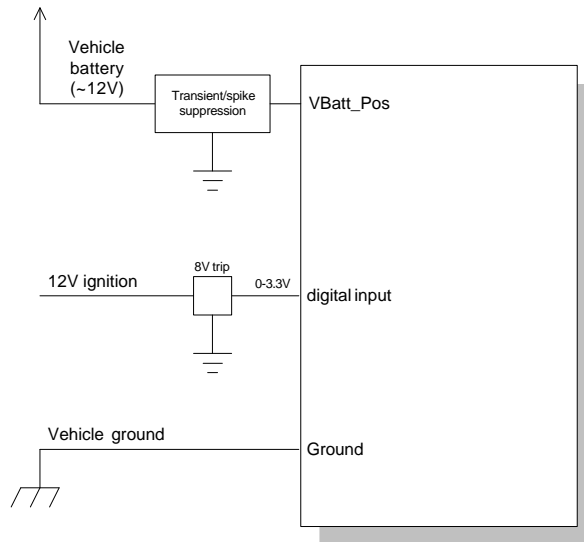 Vehicle
battery
(~12V)
Transient/spike
suppression
VBatt_Pos
8V trip
12V ignition
0-3.3V
digital input
Vehicle ground
Ground